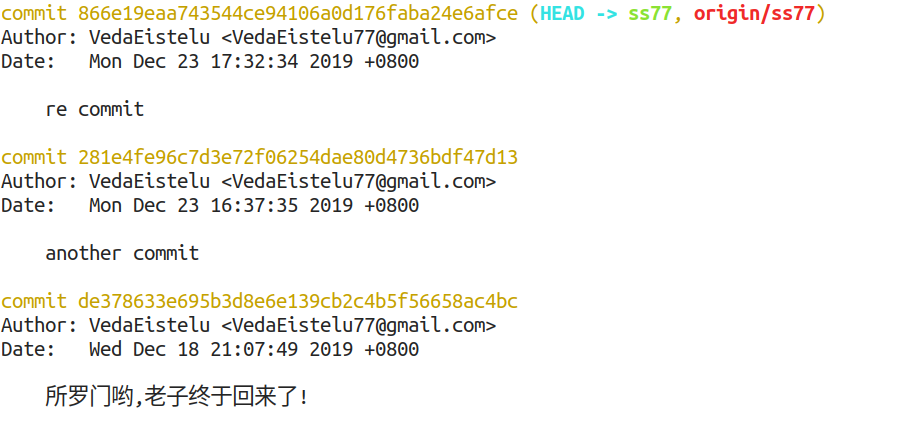 commit 866e19eaa743544ce94106a0d176faba24e6afce (HEAD -> ss77, origin/ss77)
Author: VedaEistelu <VedaEistelu77@gmail.com>
Date:   Mon Dec 23 17:32:34 2019 +0800
re commit
commit 281e4fe96c7d3e72f06254dae80d4736bdf47d13
Author: VedaEistelu <VedaEistelu77@gmail.com>
Date:   Mon Dec 23 16:37:35 2019 +0800
another commit
commit de378633e695b3d8e6e139cb2c4b5f56658ac4bc
Author: VedaEistelu <VedaEistelu77@gmail.com>
Date:   Wed Dec 18 21:07:49 2019 +0800
所罗门哟,老子终于回来了!